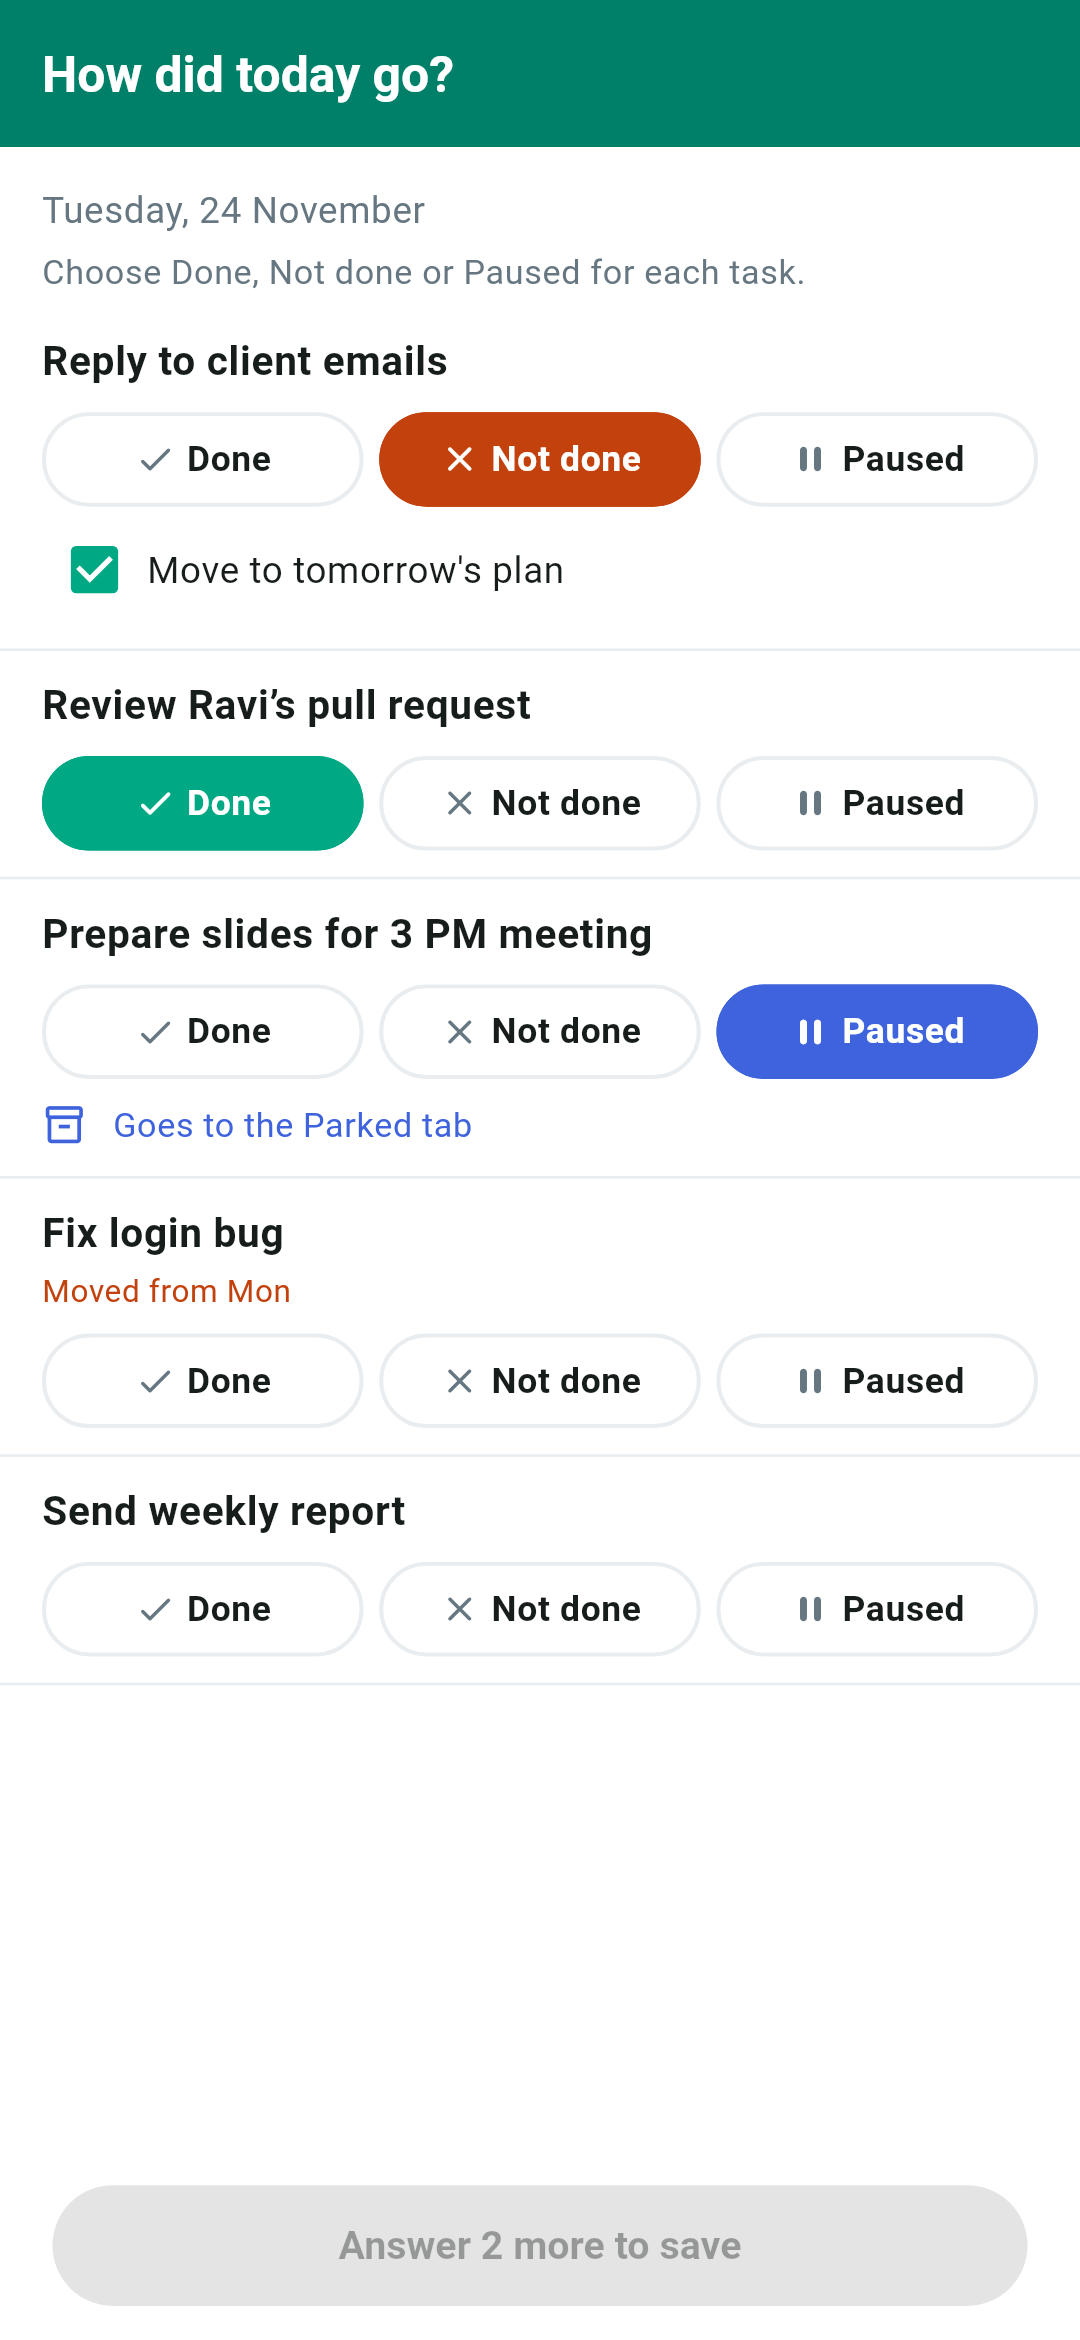 How did today go?
Tuesday, 24 November
Choose Done, Not done or Paused for each task.
Reply to client emails
Done Not done Paused
Move to tomorrow's plan
Review Ravi’s pull request
Done Not done Paused
Prepare slides for 3 PM meeting
Done Not done Paused
Goes to the Parked tab
Fix login bug
Moved from Mon
Done Not done Paused
Send weekly report
Done Not done Paused
Answer 2 more to save